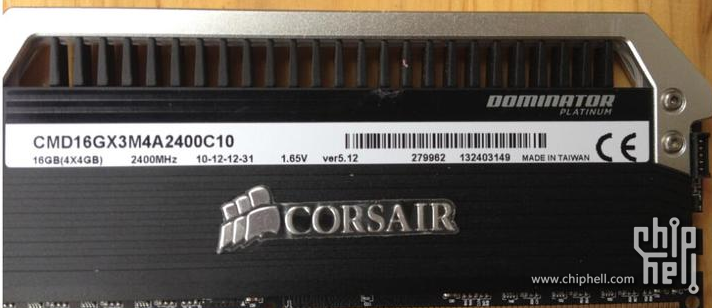 DOMINATOR
PLATINUM
CMD16GX3M4A2400C10
16GB(4X4GB) 2400MHz 10-12-12-31 1.65V ver5.12 279962 132403149 MADE IN TAIWAN CE
CORSAIR
chip
hell
www.chiphell.com